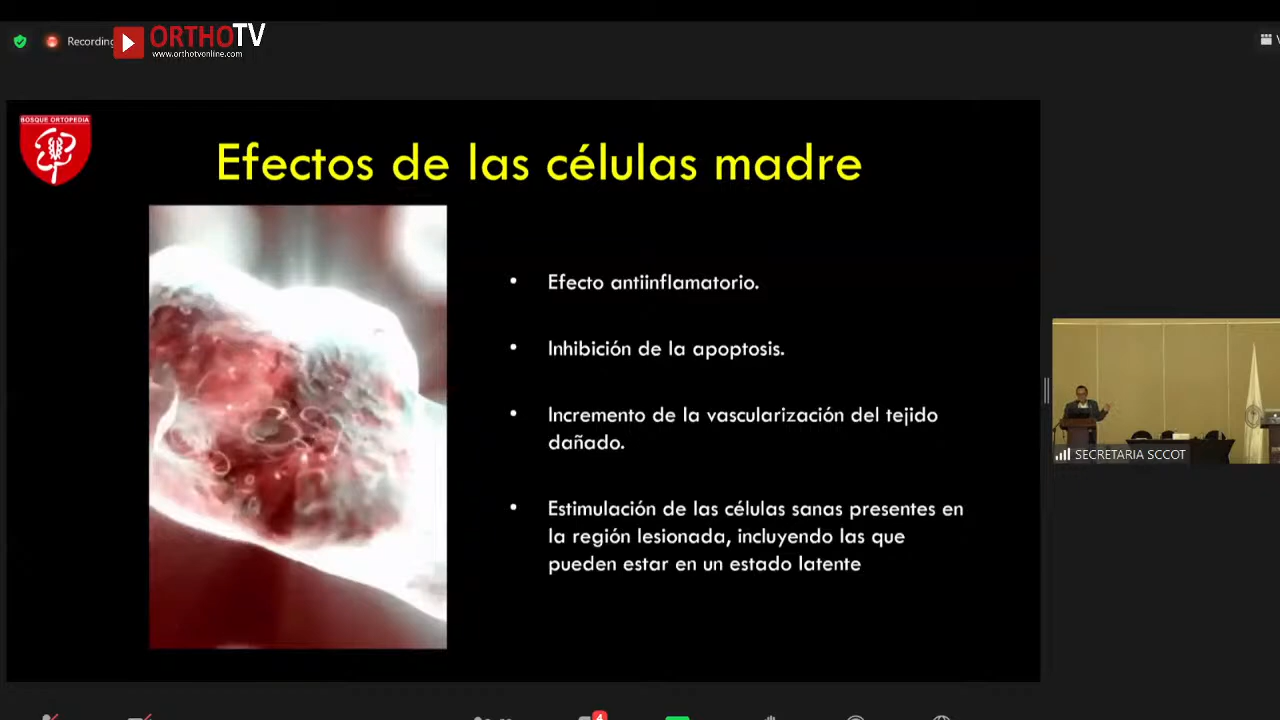 Recording
ORTHOTV
www.orthotvonline.com
BOSQUE ORTOPEDIA
Efectos de las células madre
• Efecto antiinflamatorio.
• Inhibición de la apoptosis.
• Incremento de la vascularización del tejido
dañado.
• Estimulación de las células sanas presentes en
la región lesionada, incluyendo las que
pueden estar en un estado latente
SECRETARIA SCCOT
4